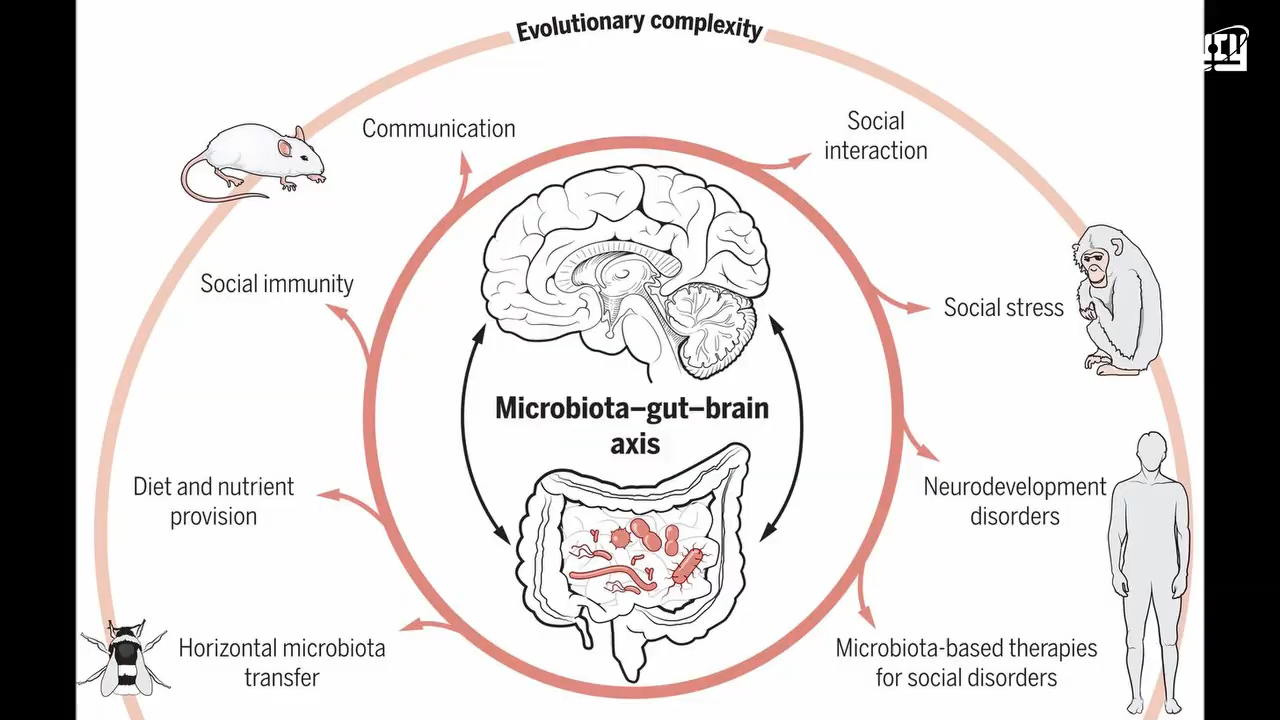 Evolutionary complexity
Communication
Social
interaction
Social immunity
Social stress
Microbiota–gut–brain
axis
Diet and nutrient
provision
Neurodevelopment
disorders
Horizontal microbiota
transfer
Microbiota-based therapies
for social disorders